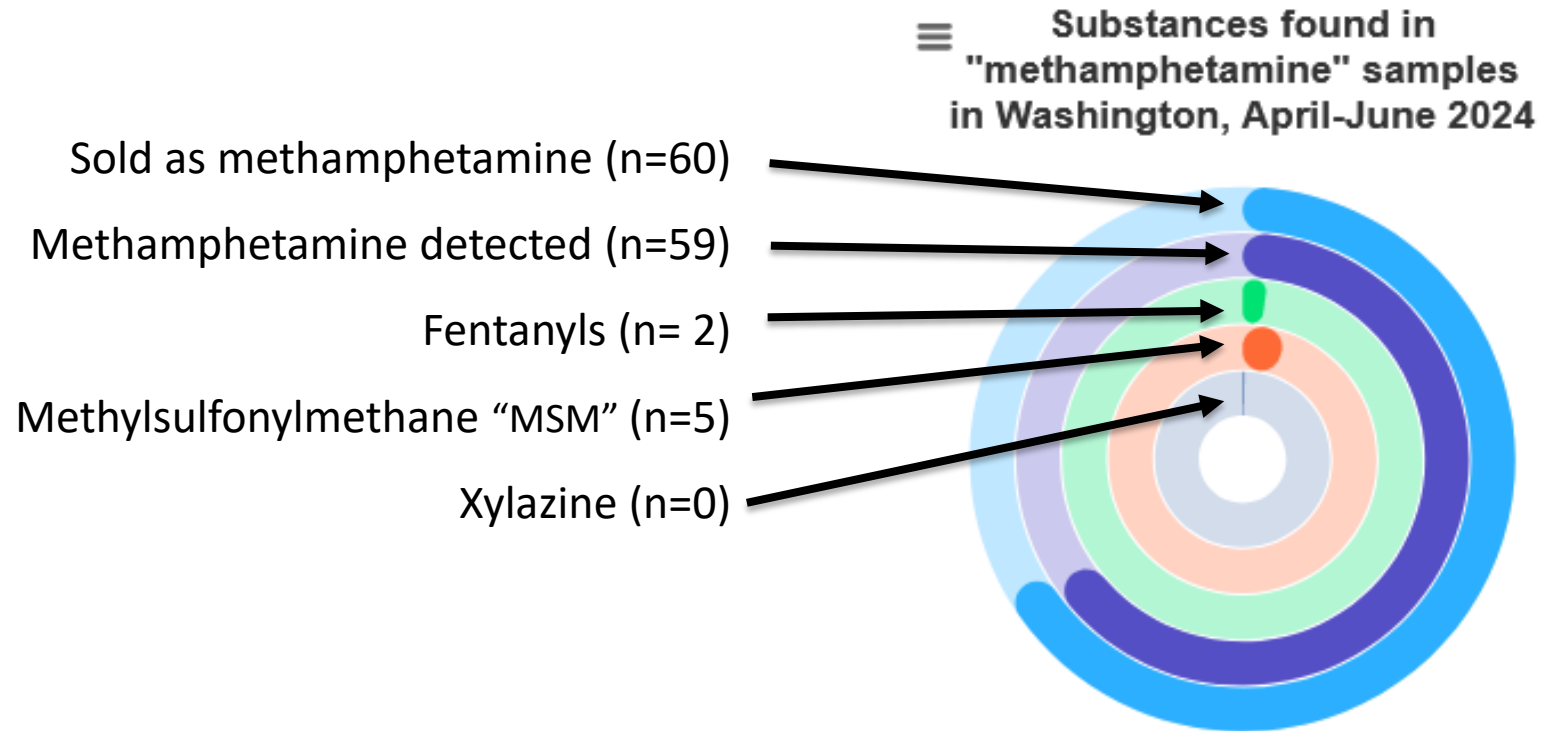 Substances found in
"methamphetamine" samples
in Washington, April-June 2024
Sold as methamphetamine (n=60)
Methamphetamine detected (n=59)
Fentanyls (n= 2)
Methylsulfonylmethane “MSM” (n=5)
Xylazine (n=0)